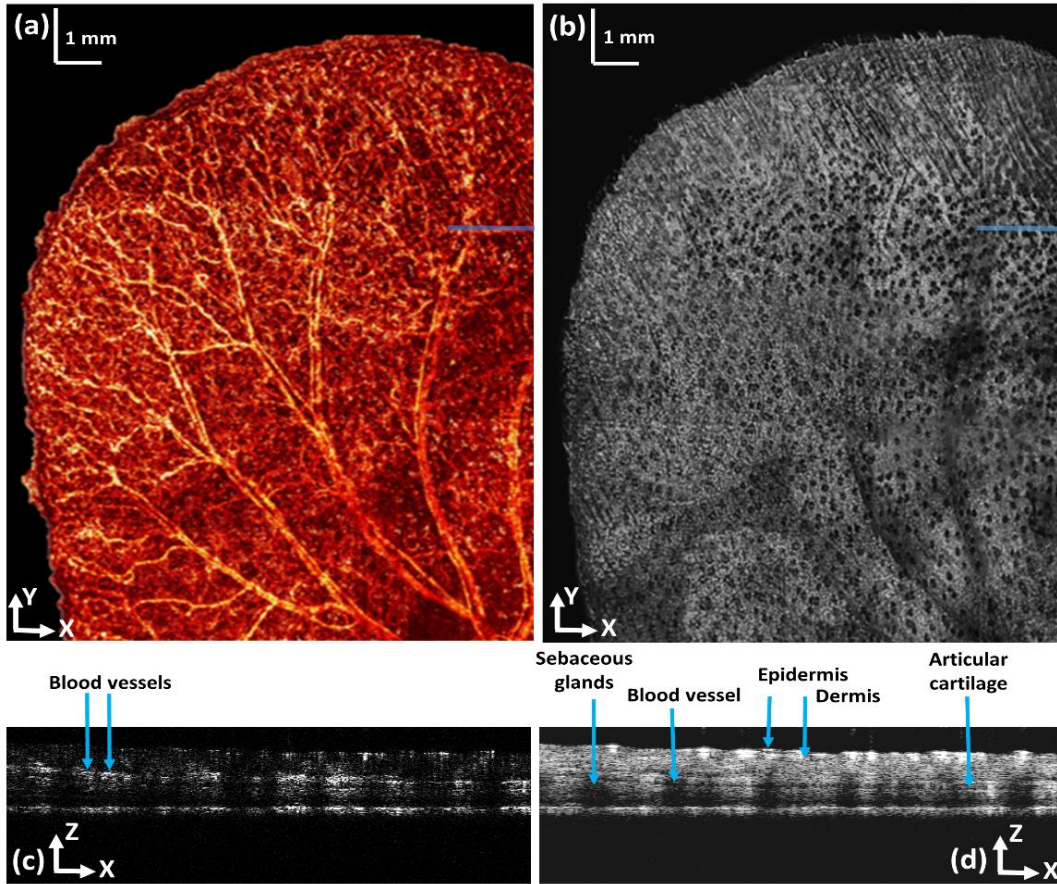 (a)
1 mm
Y
X
(b)
1 mm
Y
X
Blood vessels
Z
X
(c)
Sebaceous
glands
Blood vessel
Epidermis
Dermis
Articular
cartilage
Z
X
(d)